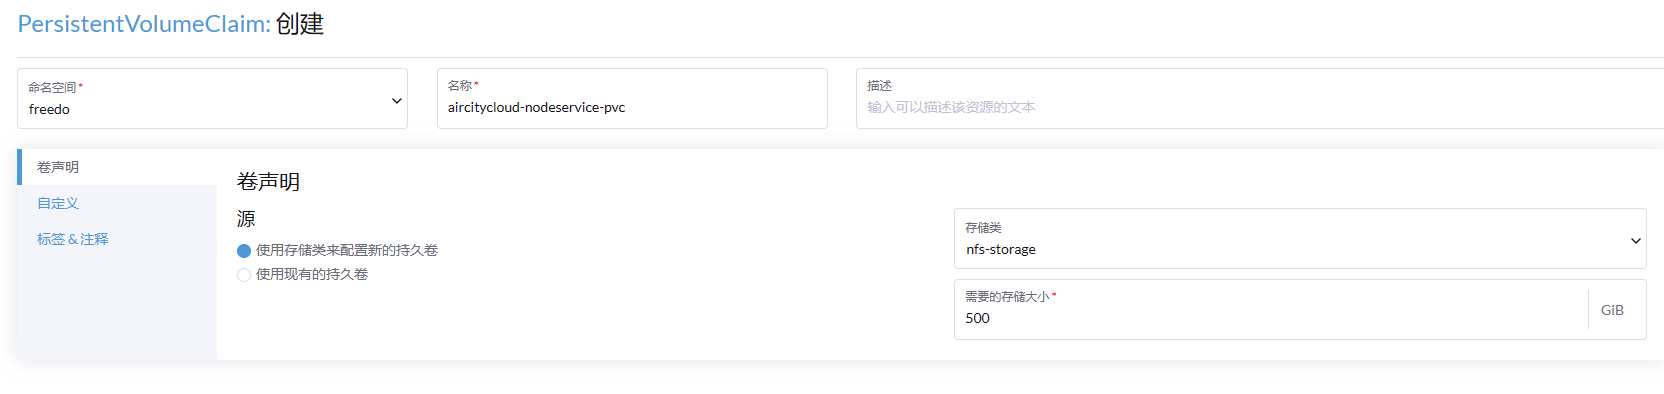 PersistentVolumeClaim: 创建
命名空间*
freedo
名称*
aircitycloud-nodeservice-pvc
描述
输入可以描述该资源的文本
卷声明
自定义
标签 & 注释
卷声明
源
使用存储类来配置新的持久卷
使用现有的持久卷
存储类
nfs-storage
需要的存储大小*
500
GiB